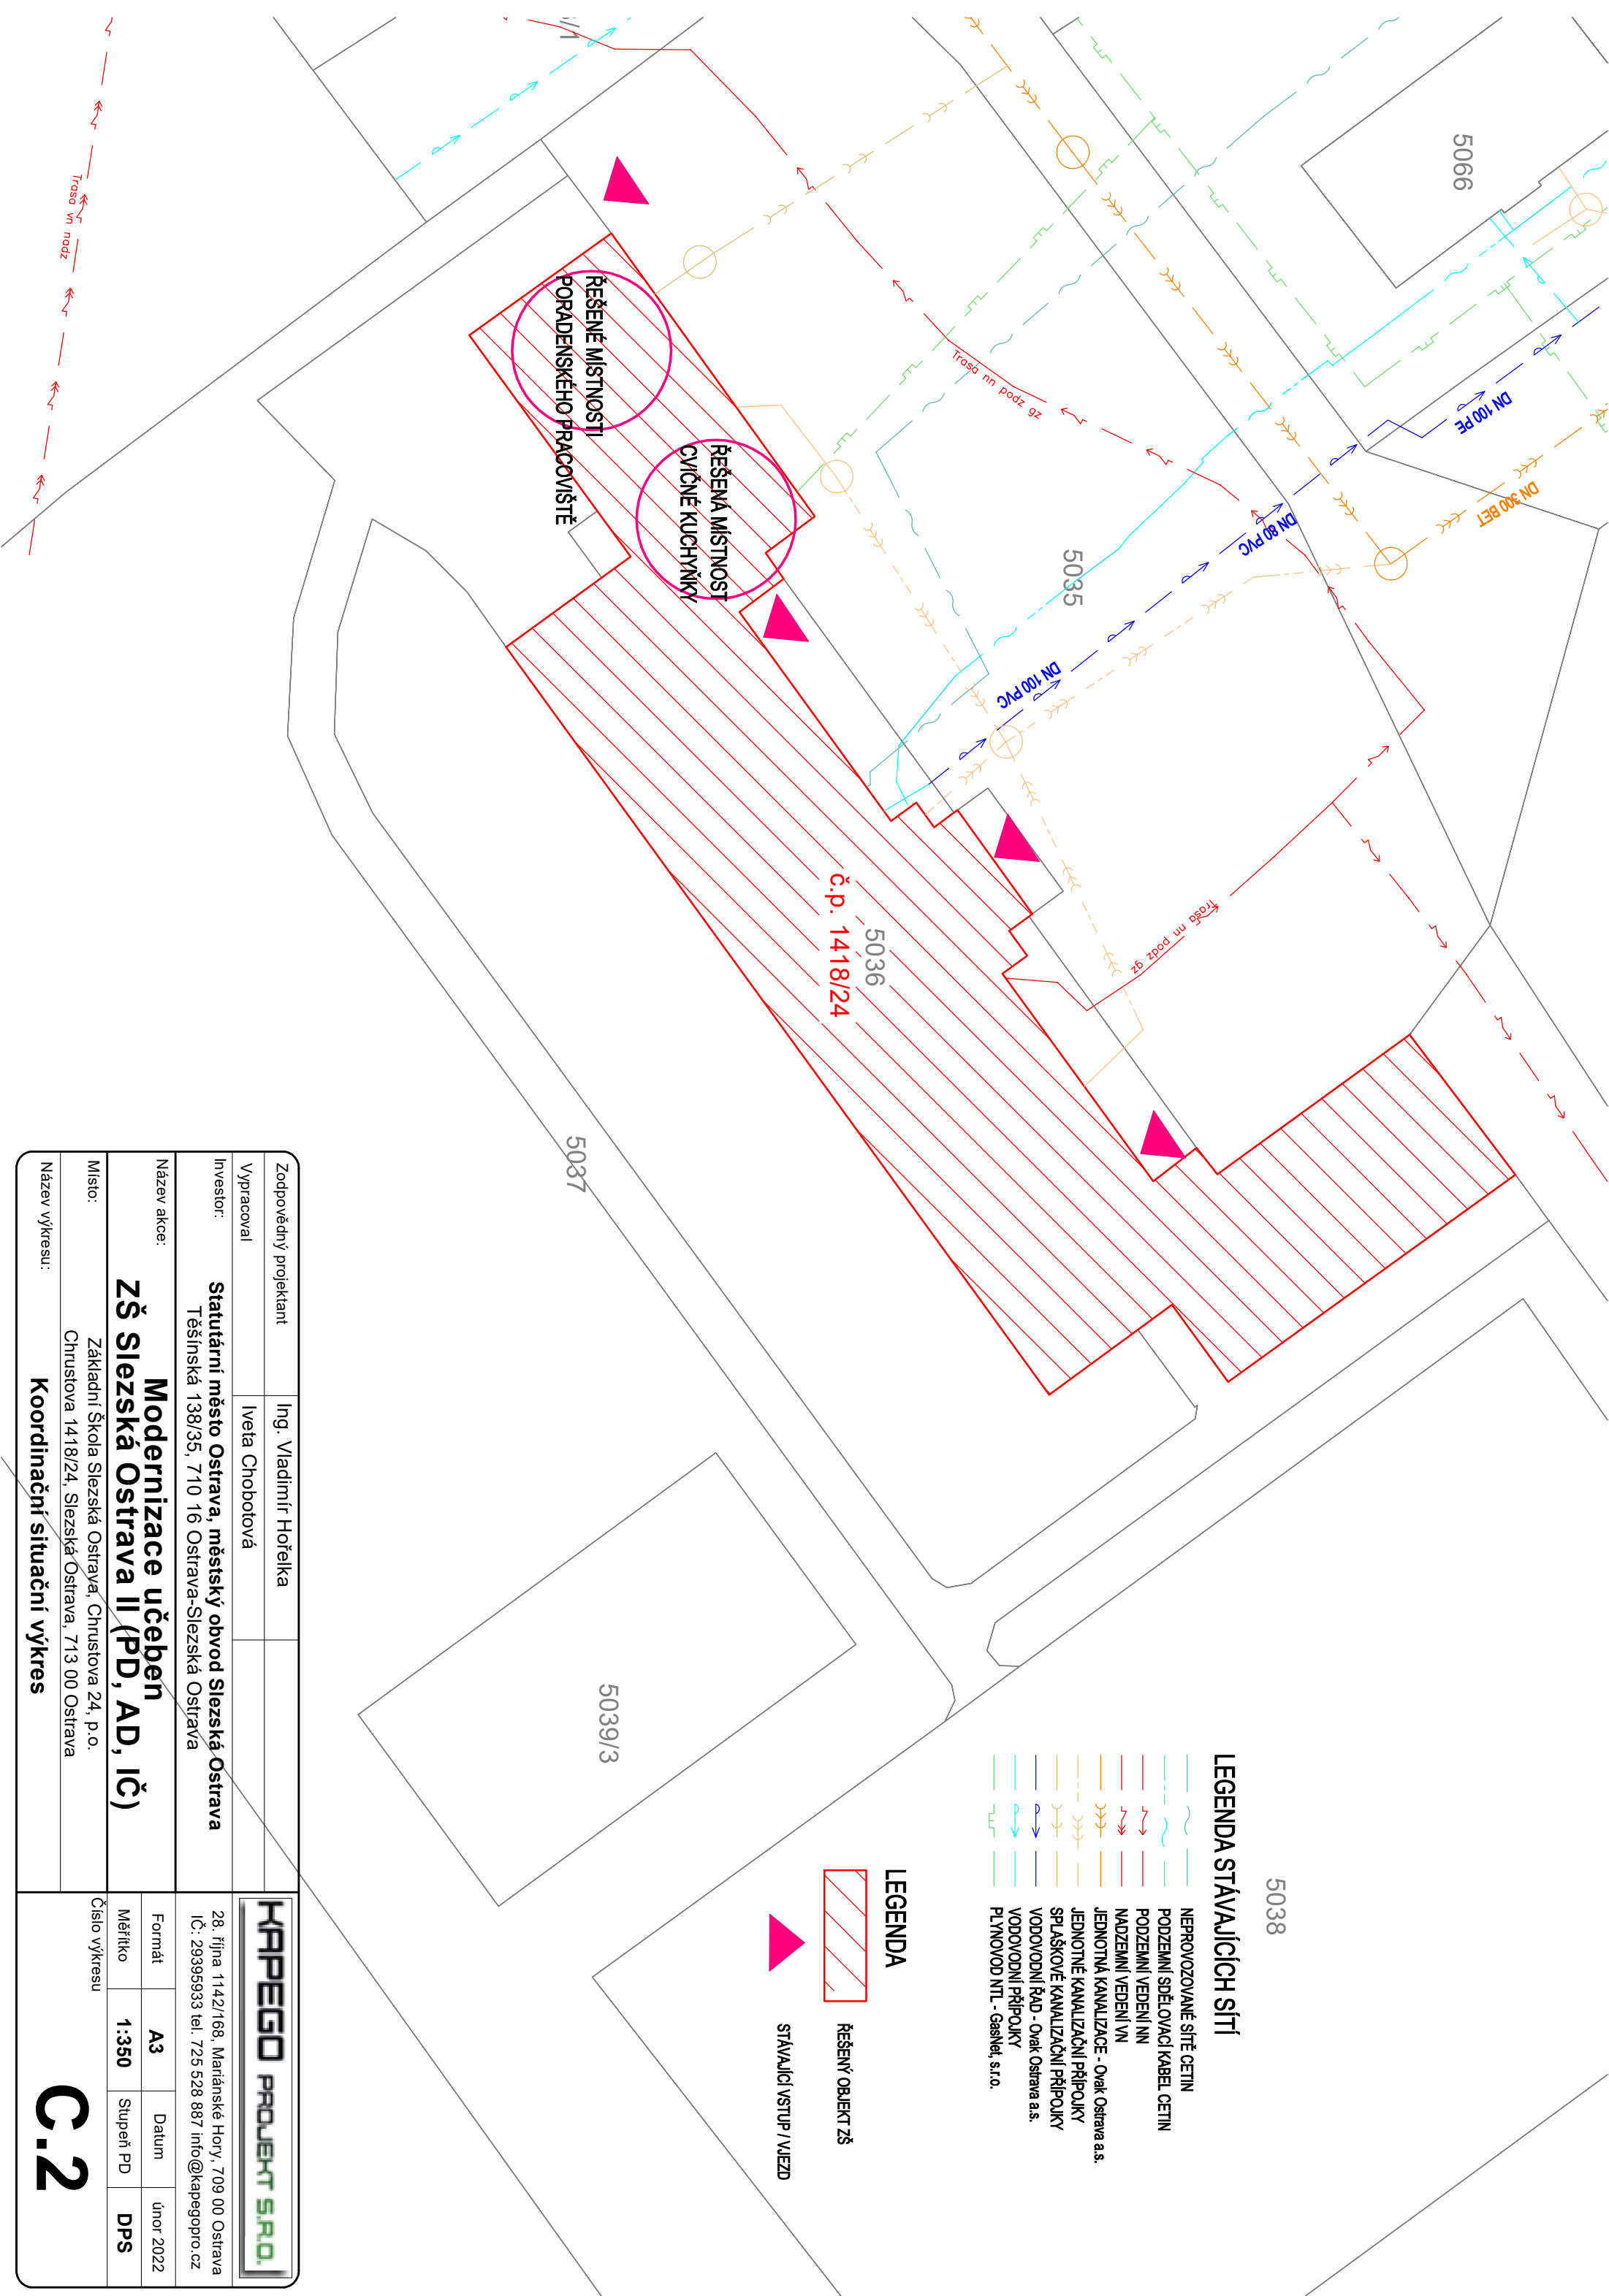 5066
5/1
Trasa vn nadz
ŘEŠENÉ MÍSTNOSTI
PORADENSKÉHO PRACOVIŠTĚ
ŘEŠENÁ MÍSTNOST
CVIČNÉ KUCHYŇKY
Trasa nn podz gz
DN 100 PE
DN 300 BET
DN 80 PVC
5035
DN 100 PVC
5036
č.p. 1418/24
Trasa nn podz gz
5037
5039/3
5038
LEGENDA STÁVAJÍCÍCH SÍTÍ
NEPROVOZOVANÉ SÍTĚ CETIN
PODZEMNÍ SDĚLOVACÍ KABEL CETIN
PODZEMNÍ VEDENÍ NN
NADZEMNÍ VEDENÍ VN
JEDNOTNÁ KANALIZACE - Ovak Ostrava a.s.
JEDNOTNÉ KANALIZAČNÍ PŘÍPOJKY
SPLAŠKOVÉ KANALIZAČNÍ PŘÍPOJKY
VODOVODNÍ ŘAD - Ovak Ostrava a.s.
VODOVODNÍ PŘÍPOJKY
PLYNOVOD NTL - GasNet, s.r.o.
LEGENDA
ŘEŠENÝ OBJEKT ZŠ
STÁVAJÍCÍ VSTUP / VJEZD
Zodpovědný projektant
Ing. Vladimír Hořelka
Vypracoval
Iveta Chobotová
Investor:
Statutární město Ostrava, městský obvod Slezská Ostrava
Těšínská 138/35, 710 16 Ostrava-Slezská Ostrava
Název akce:
Modernizace učeben
ZŠ Slezská Ostrava II (PD, AD, IČ)
Místo:
Základní Škola Slezská Ostrava, Chrustova 24, p.o.
Chrustova 1418/24, Slezská Ostrava, 713 00 Ostrava
Název výkresu:
Koordinační situační výkres
KAPEGO PROJEKT S.R.O.
28. října 1142/168, Mariánské Hory, 709 00 Ostrava
IČ: 29395933 tel. 725 528 887 info@kapegopro.cz
Formát A3 Datum únor 2022
Měřítko 1:350 Stupeň PD DPS
Číslo výkresu
C.2